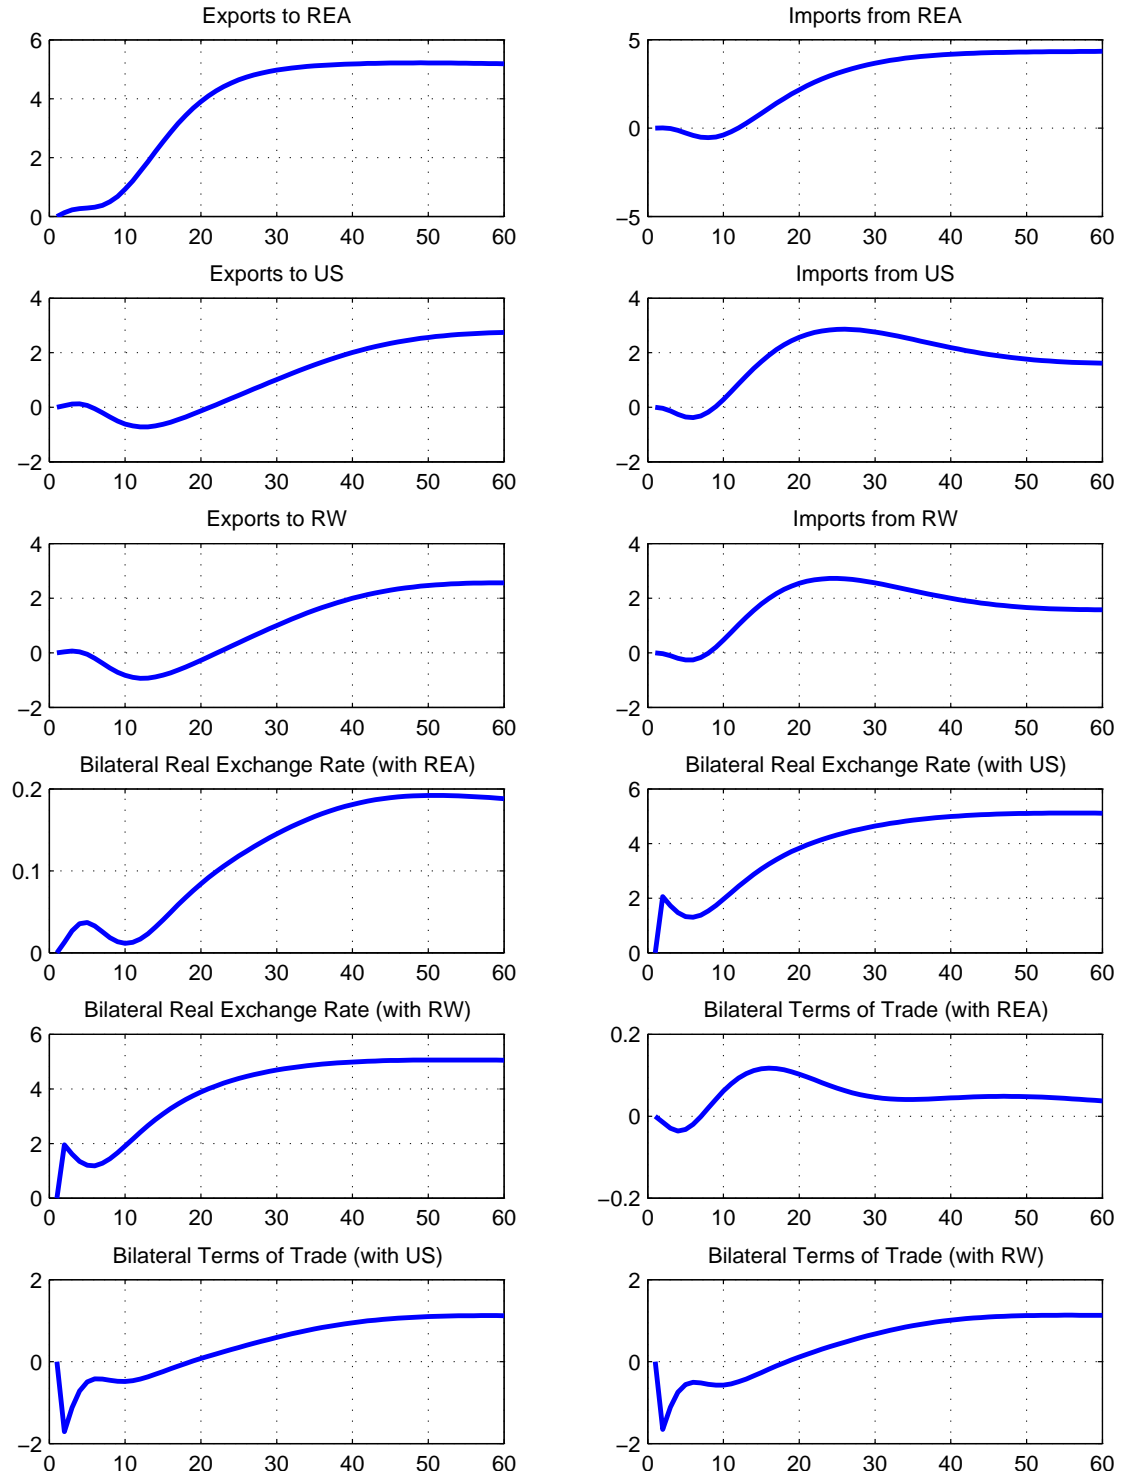 Exports to REA
6
4
2
0
0 10 20 30 40 50 60
Imports from REA
5
0
−5
0 10 20 30 40 50 60
Exports to US
4
2
0
−2
0 10 20 30 40 50 60
Imports from US
4
2
0
−2
0 10 20 30 40 50 60
Exports to RW
4
2
0
−2
0 10 20 30 40 50 60
Imports from RW
4
2
0
−2
0 10 20 30 40 50 60
Bilateral Real Exchange Rate (with REA)
0.2
0.1
0
0 10 20 30 40 50 60
Bilateral Real Exchange Rate (with US)
6
4
2
0
0 10 20 30 40 50 60
Bilateral Real Exchange Rate (with RW)
6
4
2
0
0 10 20 30 40 50 60
Bilateral Terms of Trade (with REA)
0.2
0
−0.2
0 10 20 30 40 50 60
Bilateral Terms of Trade (with US)
2
0
−2
0 10 20 30 40 50 60
Bilateral Terms of Trade (with RW)
2
0
−2
0 10 20 30 40 50 60